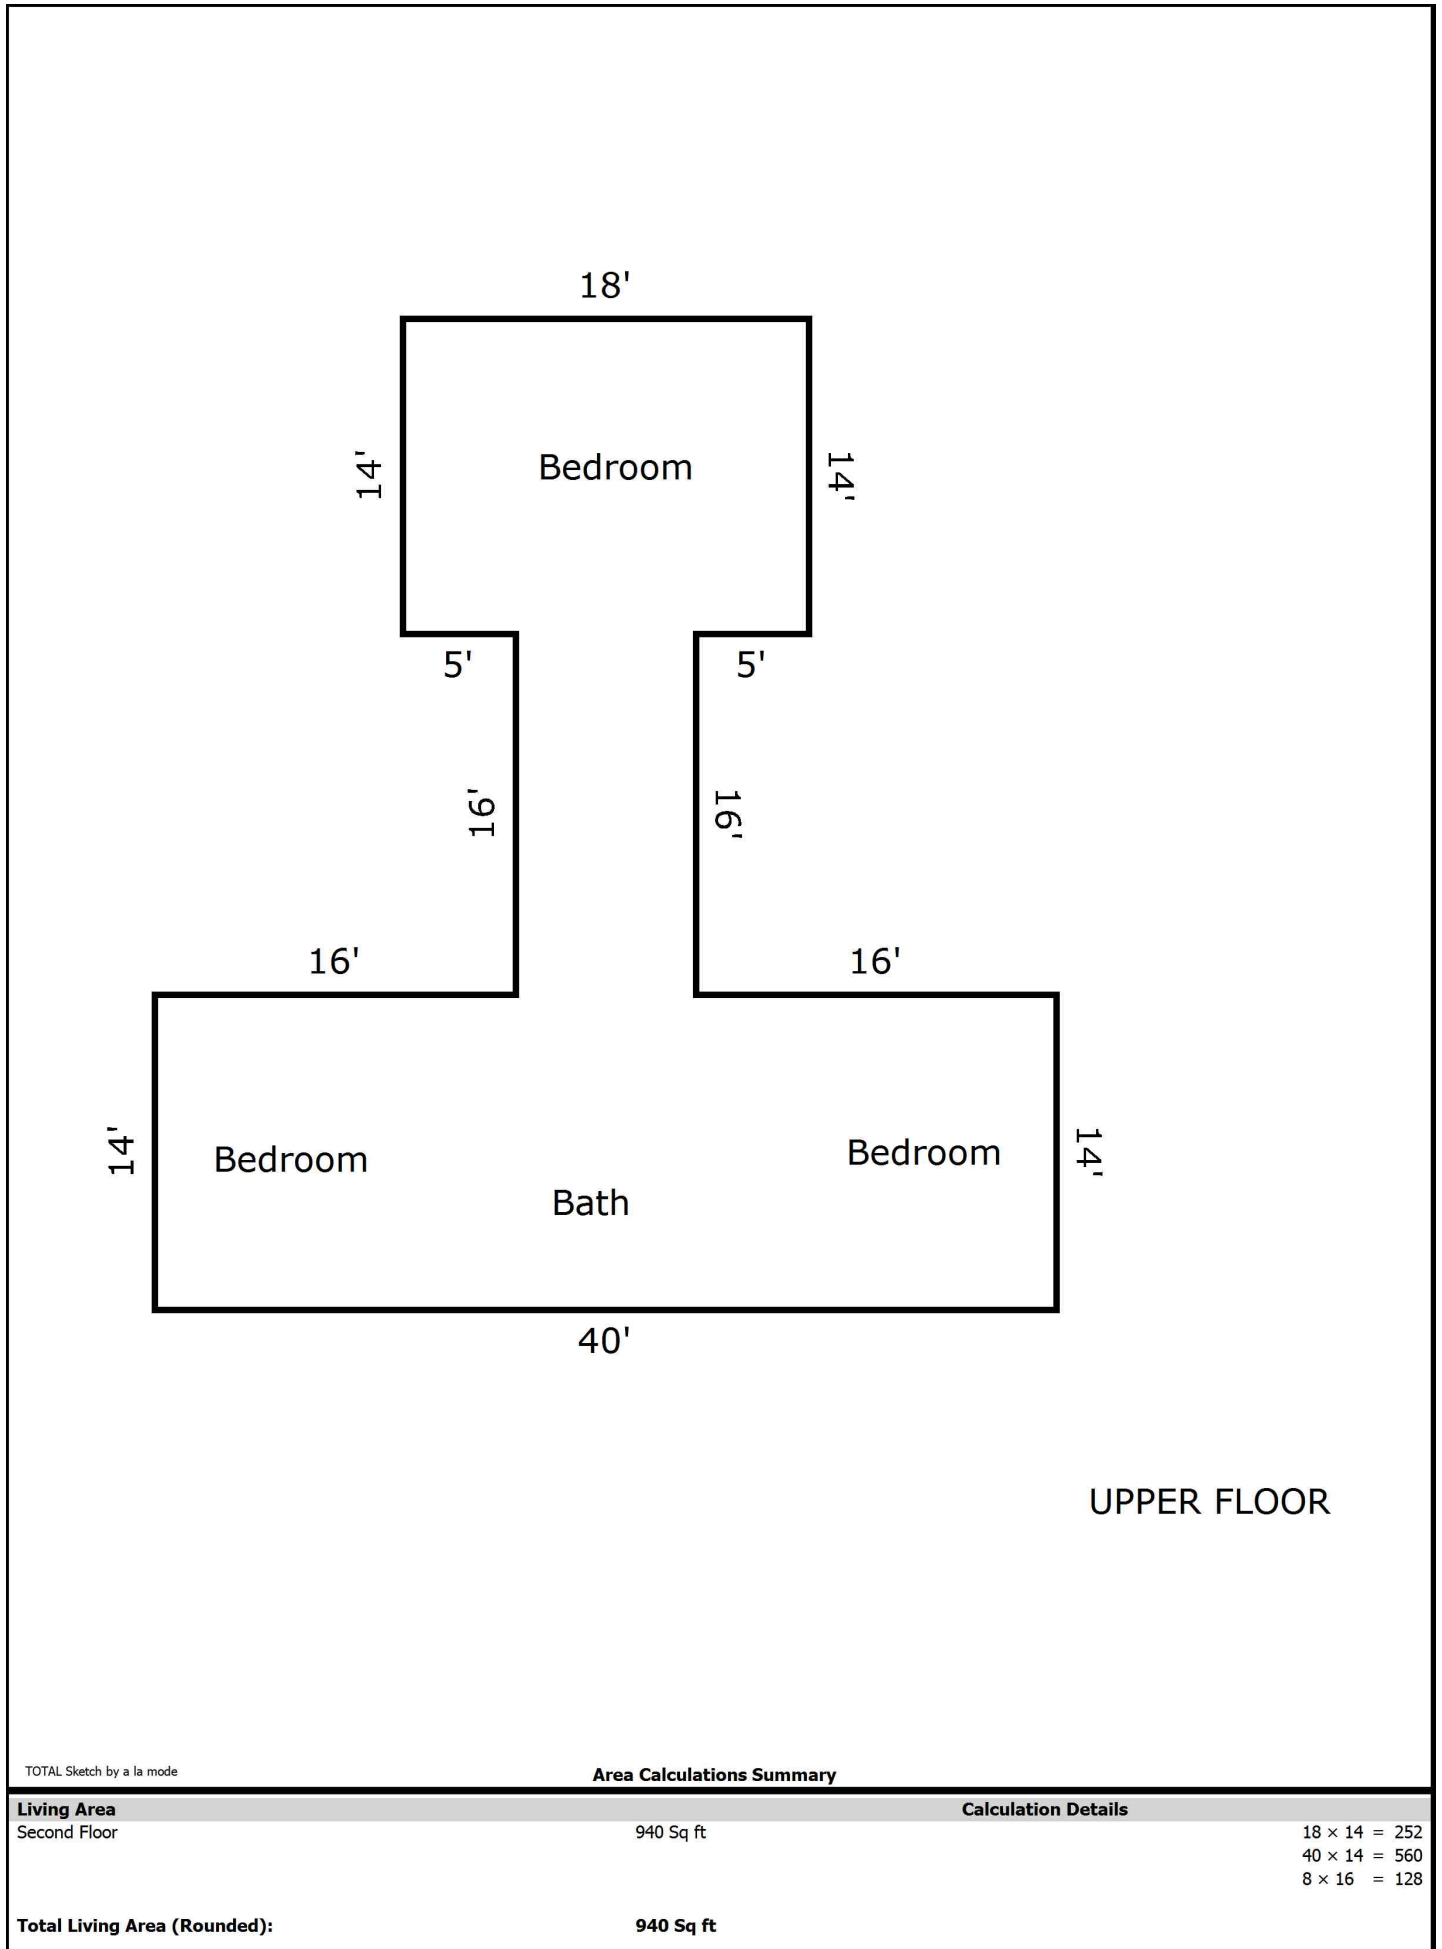 18'
14'
Bedroom
14'
5'
5'
16'
16'
16'
16'
14'
Bedroom
Bedroom
14'
Bath
40'
UPPER FLOOR
TOTAL Sketch by a la mode
Area Calculations Summary
Living Area Calculation Details
Second Floor 940 Sq ft 18 × 14 = 252
40 × 14 = 560
8 × 16 = 128
Total Living Area (Rounded): 940 Sq ft